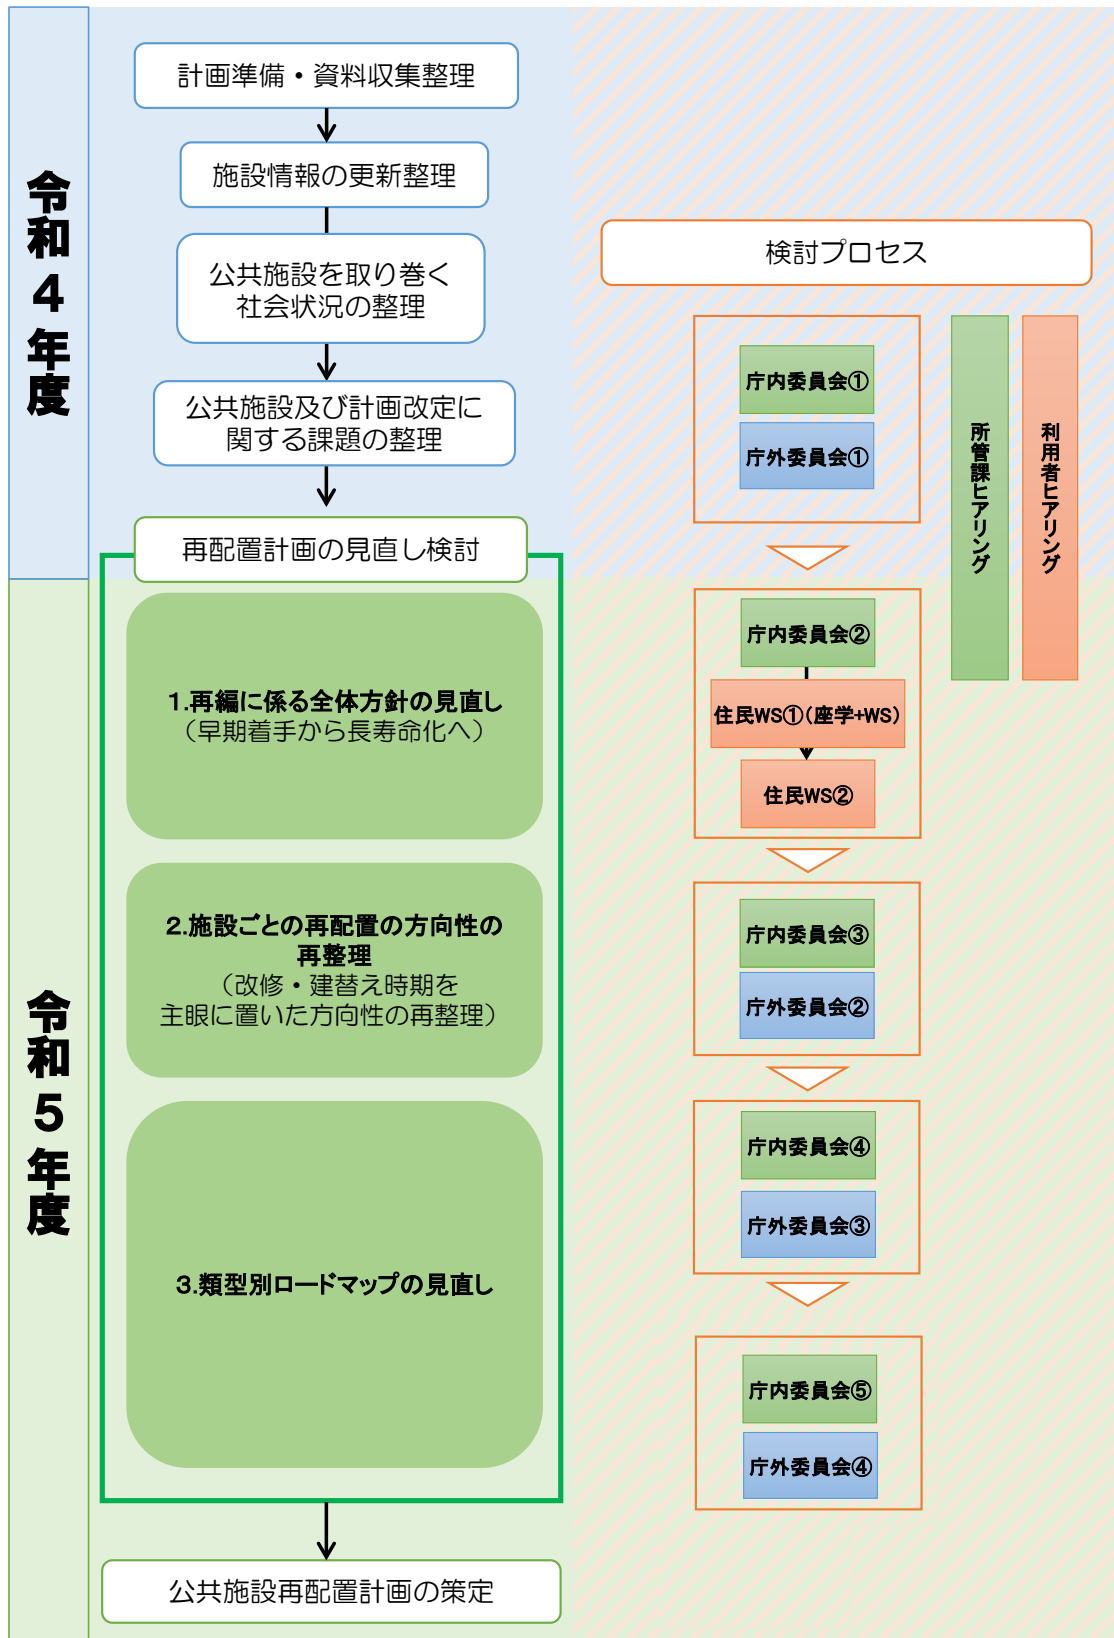 令和4年度
計画準備・資料収集整理
施設情報の更新整理
公共施設を取り巻く
社会状況の整理
公共施設及び計画改定に
関する課題の整理
再配置計画の見直し検討
令和5年度
1.再編に係る全体方針の見直し
（早期着手から長寿命化へ）
2.施設ごとの再配置の方向性の
再整理
（改修・建替え時期を
主眼に置いた方向性の再整理）
3.類型別ロードマップの見直し
公共施設再配置計画の策定
検討プロセス
庁内委員会①
庁外委員会①
所管課ヒアリング
利用者ヒアリング
庁内委員会②
住民WS①（座学+WS）
住民WS②
庁内委員会③
庁外委員会②
庁内委員会④
庁外委員会③
庁内委員会⑤
庁外委員会④